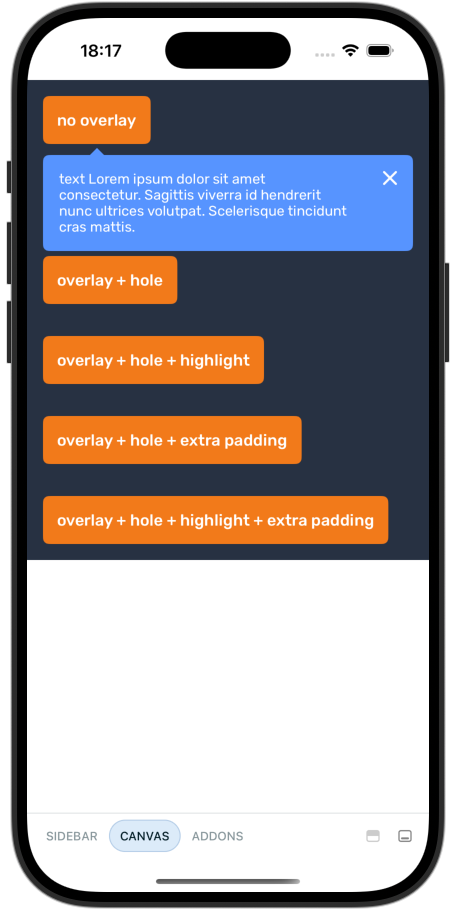 18:17
no overlay
text Lorem ipsum dolor sit amet
consectetur. Sagittis viverra id hendrerit
nunc ultrices volutpat. Scelerisque tincidunt
cras mattis.
overlay + hole
overlay + hole + highlight
overlay + hole + extra padding
overlay + hole + highlight + extra padding
SIDEBAR CANVAS ADDONS